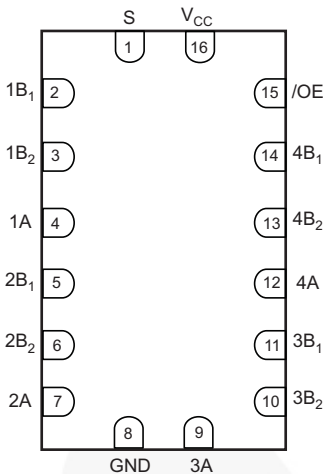 S V_CC
1 16
1B₁ 2 15 /OE
1B₂ 3 14 4B₁
1A 4 13 4B₂
2B₁ 5 12 4A
2B₂ 6 11 3B₁
2A 7 10 3B₂
8 9
GND 3A